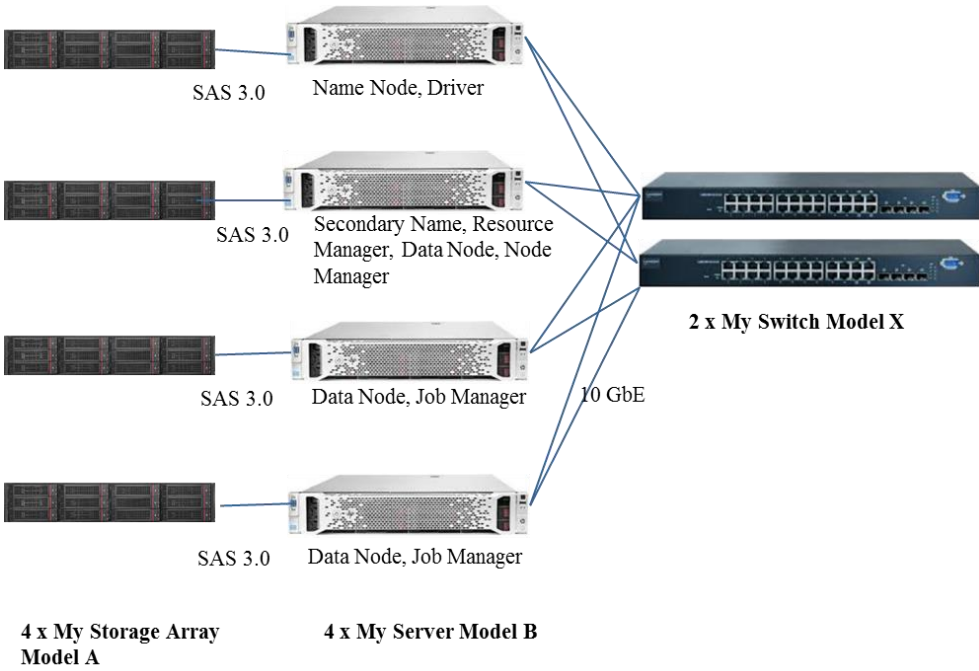 SAS 3.0
Name Node, Driver
SAS 3.0
Secondary Name, Resource
Manager, Data Node, Node
Manager
2 x My Switch Model X
SAS 3.0
Data Node, Job Manager
10 GbE
SAS 3.0
Data Node, Job Manager
4 x My Storage Array
Model A
4 x My Server Model B